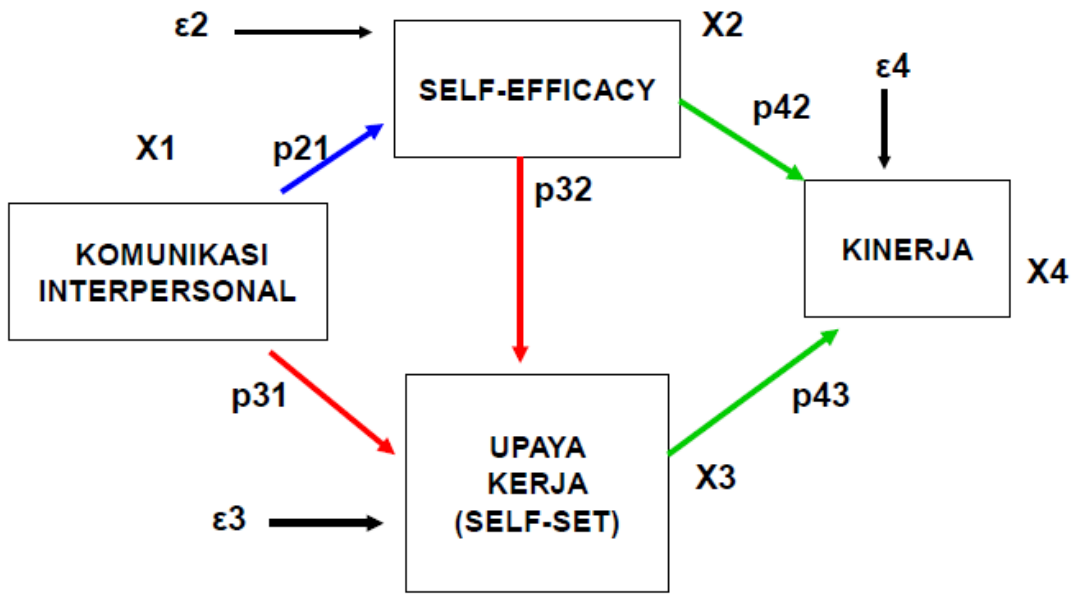 ε2
X2
SELF-EFFICACY
ε4
p42
X1
p21
p32
KOMUNIKASI
INTERPERSONAL
KINERJA
X4
p31
p43
UPAYA
KERJA
(SELF-SET)
X3
ε3